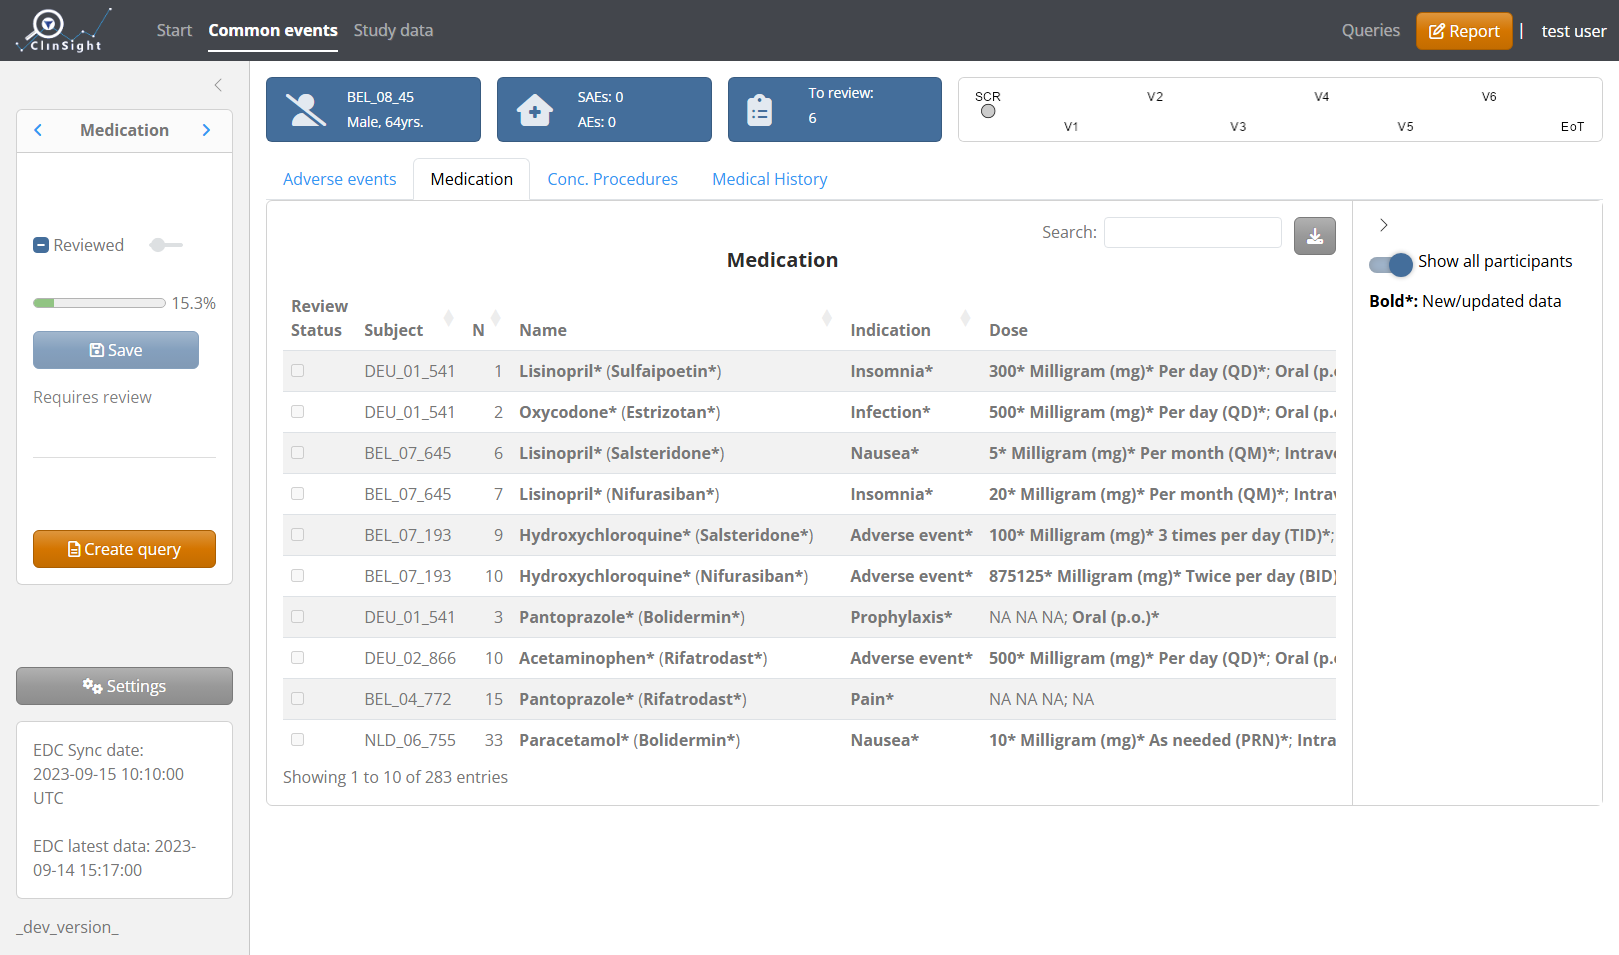 ClinSight
Start
Common events
Study data
Queries
Report
|
test user
Medication
Reviewed
15.3%
Save
Requires review
Create query
Settings
EDC Sync date:
2023-09-15 10:10:00
UTC
EDC latest data: 2023-
09-14 15:17:00
_dev_version_
BEL_08_45
Male, 64yrs.
SAEs: 0
AEs: 0
To review:
6
SCR
V1
V2
V3
V4
V5
V6
EoT
Adverse events
Medication
Conc. Procedures
Medical History
Search:
Medication
Review
Status Subject N Name Indication Dose
DEU_01_541 1 Lisinopril* (Sulfaipoetin*) Insomnia* 300* Milligram (mg)* Per day (QD)*; Oral (p.o
DEU_01_541 2 Oxycodone* (Estrizotan*) Infection* 500* Milligram (mg)* Per day (QD)*; Oral (p.o
BEL_07_645 6 Lisinopril* (Salsteridone*) Nausea* 5* Milligram (mg)* Per month (QM)*; Intrave
BEL_07_645 7 Lisinopril* (Nifurasiban*) Insomnia* 20* Milligram (mg)* Per month (QM)*; Intrav
BEL_07_193 9 Hydroxychloroquine* (Salsteridone*) Adverse event* 100* Milligram (mg)* 3 times per day (TID)*;
BEL_07_193 10 Hydroxychloroquine* (Nifurasiban*) Adverse event* 875125* Milligram (mg)* Twice per day (BID)
DEU_01_541 3 Pantoprazole* (Bolidermin*) Prophylaxis* NA NA NA; Oral (p.o.)*
DEU_02_866 10 Acetaminophen* (Rifatrodast*) Adverse event* 500* Milligram (mg)* Per day (QD)*; Oral (p.o
BEL_04_772 15 Pantoprazole* (Rifatrodast*) Pain* NA NA NA; NA
NLD_06_755 33 Paracetamol* (Bolidermin*) Nausea* 10* Milligram (mg)* As needed (PRN)*; Intra
Showing 1 to 10 of 283 entries
Show all participants
Bold*: New/updated data